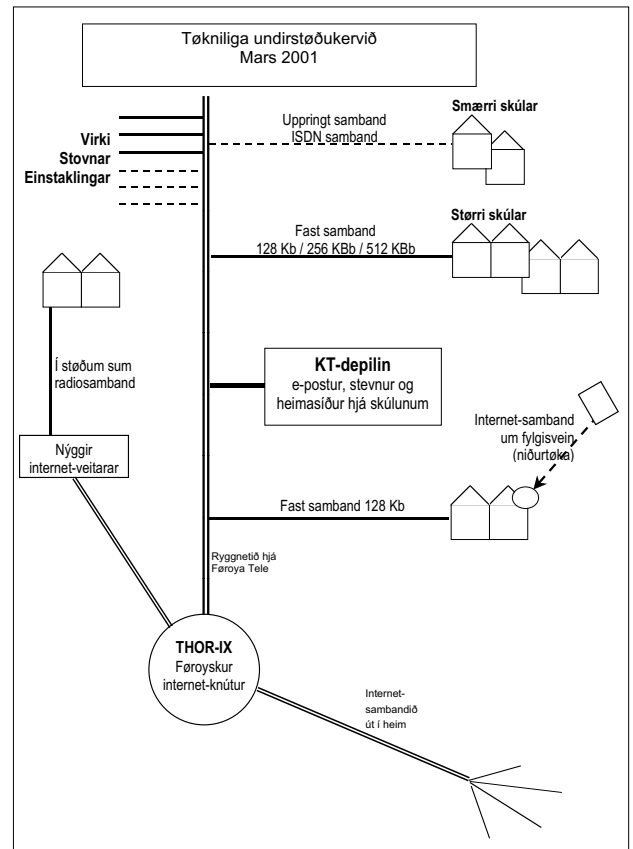 Tøkniliga undirstøðukervið
Mars 2001
Virki
Stovnar
Einstaklingar
Uppringt samband
ISDN samband
Smærri skúlar
Fast samband
128 Kb / 256 KBb / 512 KBb
Størri skúlar
Í støðum sum
radiosamband
KT-depilin
e-postur, stevnur og
heimasíður hjá skúlunum
Internet-samband
um fylgisvein
(niðurtøka)
Nýggir
internet-veitarar
Fast samband 128 Kb
Ryggnetið hjá
Føroya Tele
THOR-IX
Føroyskur
internet-knútur
Internet-
sambandið
út í heim